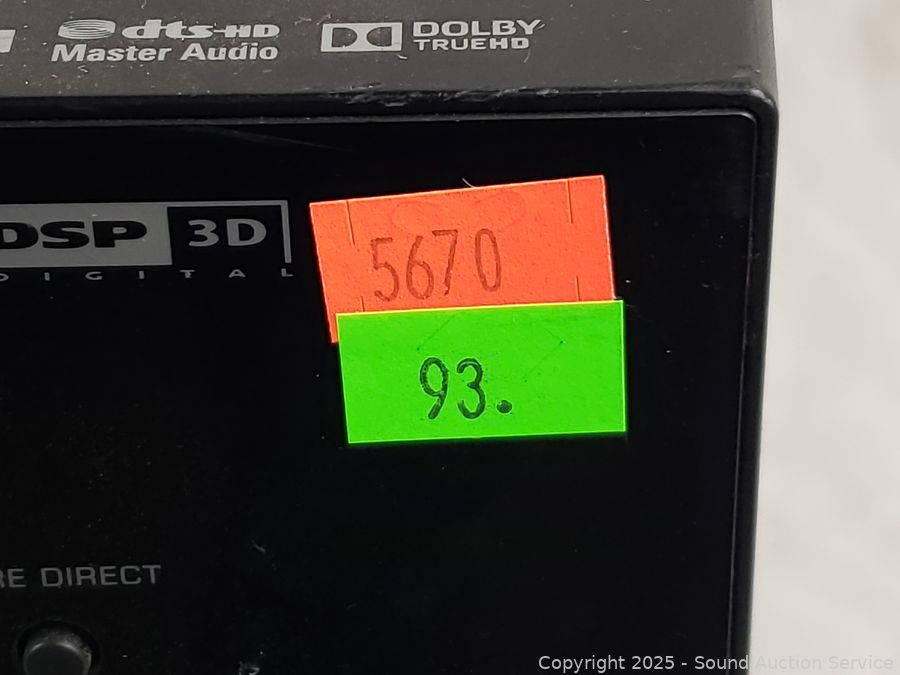 dts-HD
Master Audio
DOLBY
TRUEHD
DSP 3D
DIGITAL
5670
93.
RE DIRECT
Copyright 2025 - Sound Auction Service